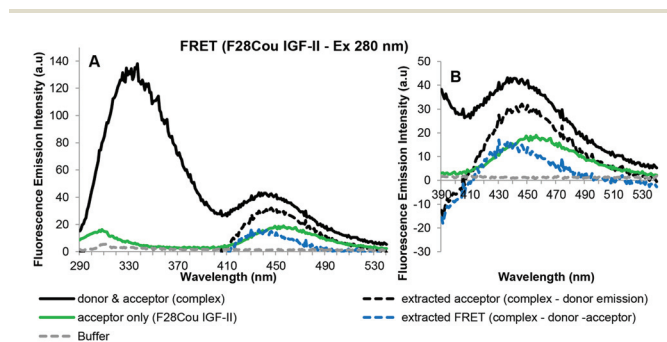 FRET (F28Cou IGF-II - Ex 280 nm)
A
Fluorescence Emission Intensity (a.u)
140
120
100
80
60
40
20
0
290 330 370 410 450 490 530
Wavelength (nm)
B
Fluorescence Emission Intensity (a.u)
50
40
30
20
10
0
-10
-20
-30
390 410 430 450 470 490 510 530
Wavelength (nm)
donor & acceptor (complex)
acceptor only (F28Cou IGF-II)
Buffer
extracted acceptor (complex - donor emission)
extracted FRET (complex - donor -acceptor)